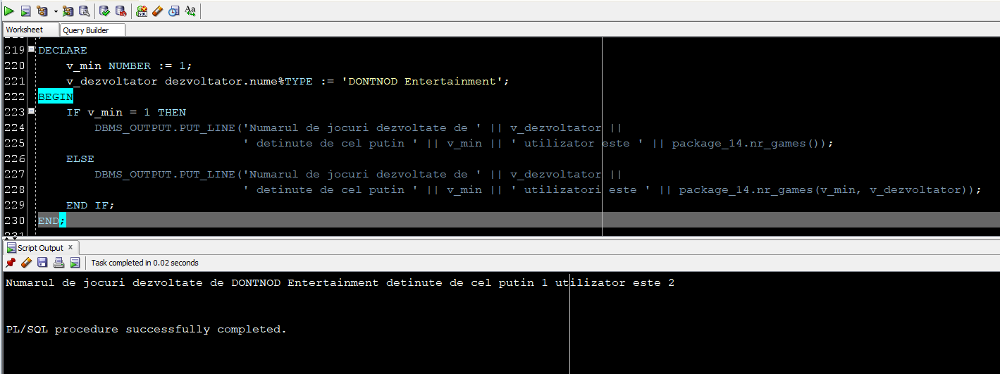 Worksheet Query Builder
219 DECLARE
220 v_min NUMBER := 1;
221 v_dezvoltator dezvoltator.nume%TYPE := 'DONTNOD Entertainment';
222 BEGIN
223 IF v_min = 1 THEN
224 DBMS_OUTPUT.PUT_LINE('Numarul de jocuri dezvoltate de ' || v_dezvoltator ||
225 ' detinute de cel putin ' || v_min || ' utilizator este ' || package_14.nr_games());
226 ELSE
227 DBMS_OUTPUT.PUT_LINE('Numarul de jocuri dezvoltate de ' || v_dezvoltator ||
228 ' detinute de cel putin ' || v_min || ' utilizatori este ' || package_14.nr_games(v_min, v_dezvoltator));
229 END IF;
230 END;
231
Script Output x
Task completed in 0.02 seconds
Numarul de jocuri dezvoltate de DONTNOD Entertainment detinute de cel putin 1 utilizator este 2
PL/SQL procedure successfully completed.